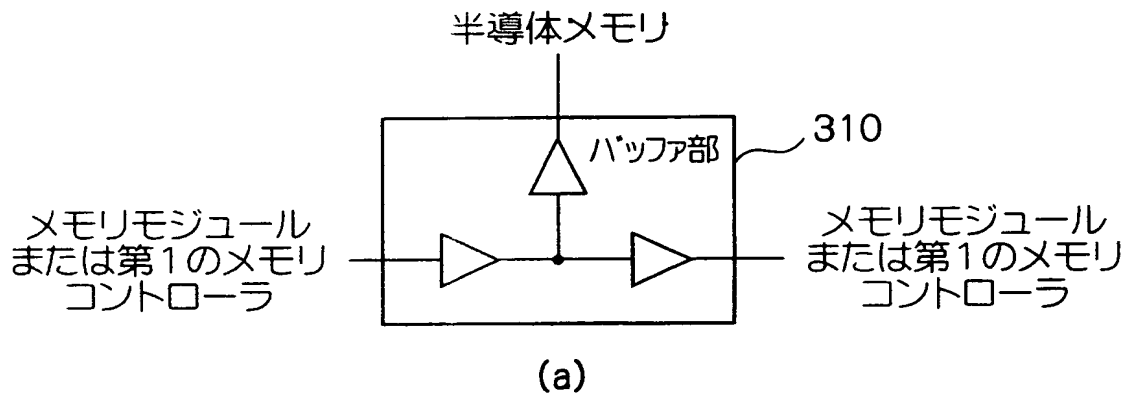 半導体メモリ
バッファ部
310
メモリモジュール
または第1のメモリ
コントローラ
メモリモジュール
または第1のメモリ
コントローラ
(a)